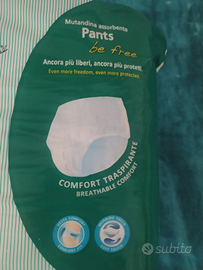 Mutandina assorbente
Pants
be free
Ancora più liberi, ancora più protetti.
Even more freedom, even more protected.
COMFORT TRASPIRANTE
BREATHABLE COMFORT
subito